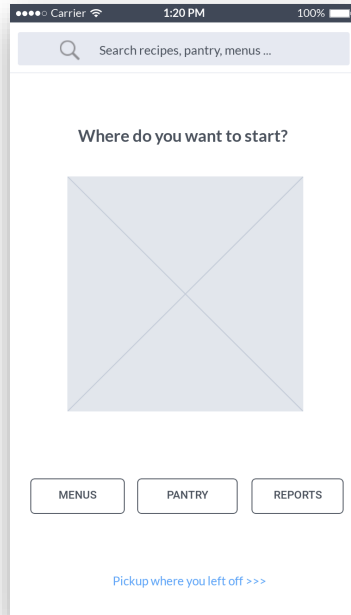 Carrier 1:20 PM 100%
Search recipes, pantry, menus ...
Where do you want to start?
MENUS PANTRY REPORTS
Pickup where you left off >>>